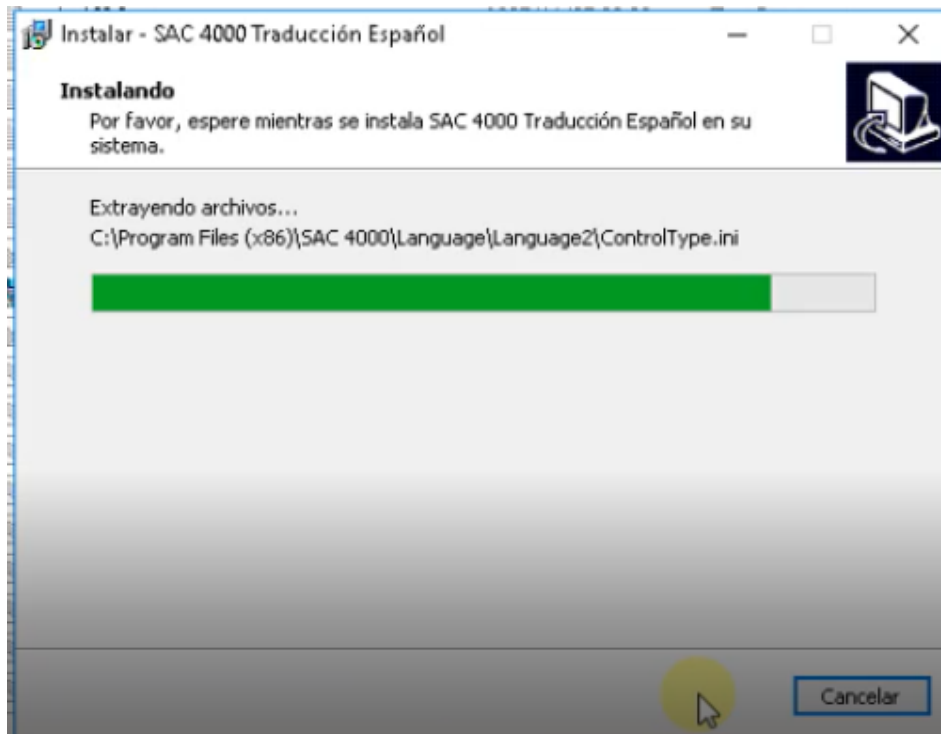 Instalar - SAC 4000 Traducción Español
Instalando
Por favor, espere mientras se instala SAC 4000 Traducción Español en su
sistema.
Extrayendo archivos...
C:\Program Files (x86)\SAC 4000\Language\Language2\ControlType.ini
Cancelar